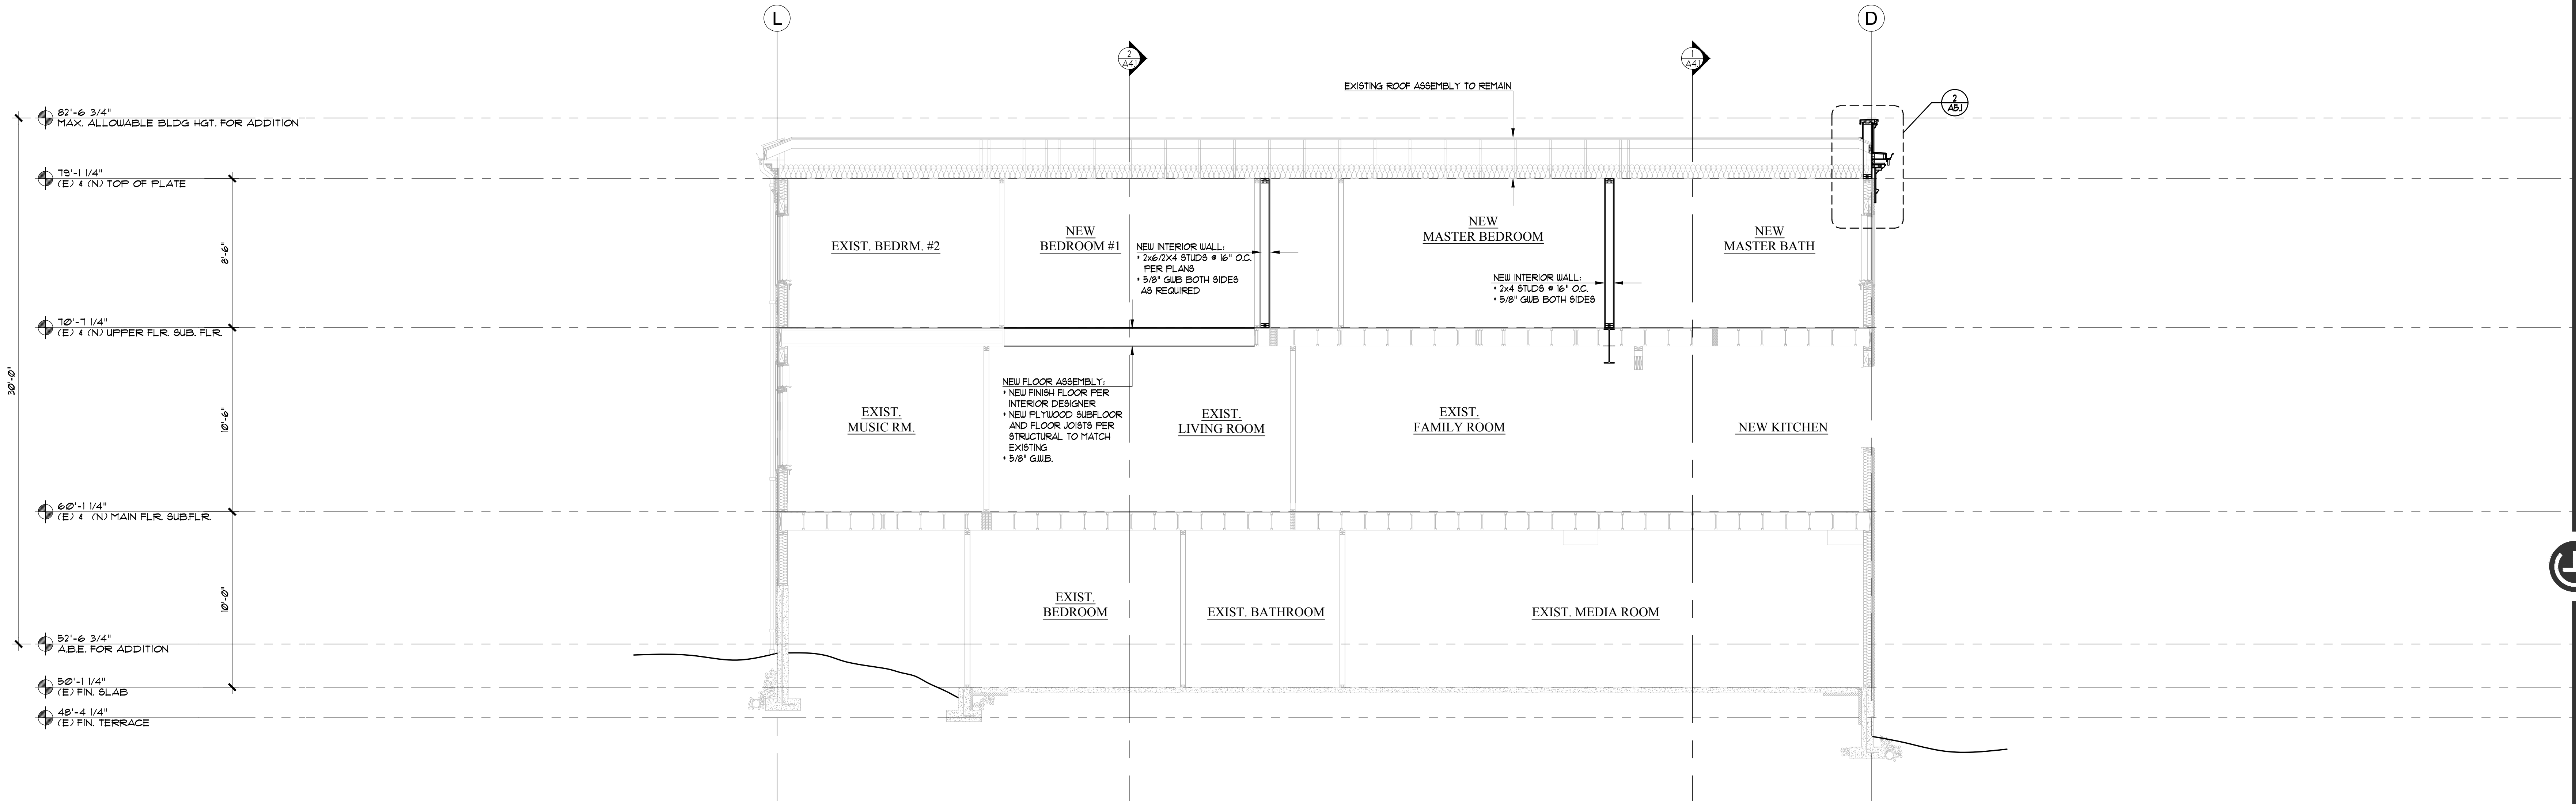 L
D
2
A4.1
1
A4.1
EXISTING ROOF ASSEMBLY TO REMAIN
2
A5.1
82'-6 3/4"
MAX. ALLOWABLE BLDG HGT. FOR ADDITION
79'-1 1/4"
(E) & (N) TOP OF PLATE
8'-6"
EXIST. BEDRM. #2
NEW
BEDROOM #1
NEW INTERIOR WALL:
• 2x6/2X4 STUDS @ 16" O.C.
PER PLANS
• 5/8" GWB BOTH SIDES
AS REQUIRED
NEW
MASTER BEDROOM
NEW INTERIOR WALL:
• 2x4 STUDS @ 16" O.C.
• 5/8" GWB BOTH SIDES
NEW
MASTER BATH
70'-7 1/4"
(E) & (N) UPPER FLR. SUB. FLR.
30'-0"
10'-6"
EXIST.
MUSIC RM.
NEW FLOOR ASSEMBLY:
• NEW FINISH FLOOR PER
INTERIOR DESIGNER
• NEW PLYWOOD SUBFLOOR
AND FLOOR JOISTS PER
STRUCTURAL TO MATCH
EXISTING
• 5/8" G.W.B.
EXIST.
LIVING ROOM
EXIST.
FAMILY ROOM
NEW KITCHEN
60'-1 1/4"
(E) & (N) MAIN FLR. SUB.FLR.
10'-0"
EXIST.
BEDROOM
EXIST. BATHROOM
EXIST. MEDIA ROOM
52'-6 3/4"
A.B.E. FOR ADDITION
50'-1 1/4"
(E) FIN. SLAB
48'-4 1/4"
(E) FIN. TERRACE